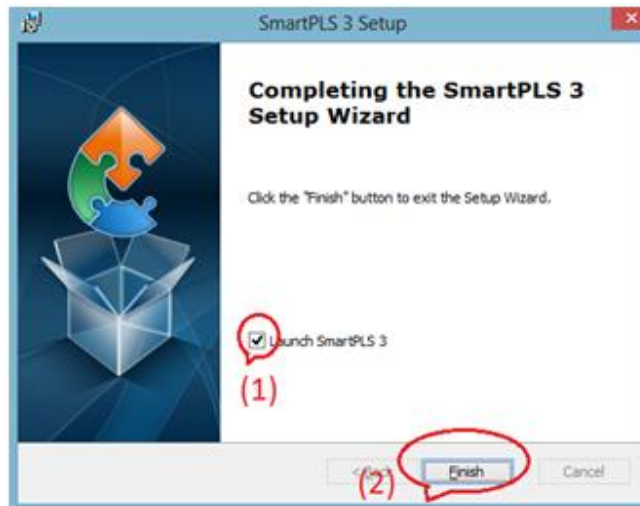 SmartPLS 3 Setup
Completing the SmartPLS 3
Setup Wizard
Click the "Finish" button to exit the Setup Wizard.
Launch SmartPLS 3
(1)
< Back
Finish
Cancel
(2)